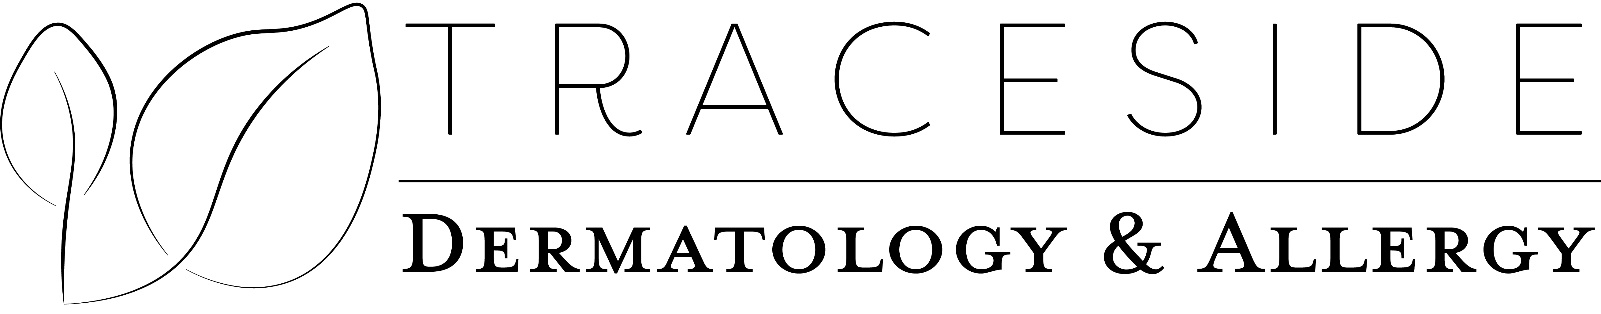 TRACESIDE
DERMATOLOGY & ALLERGY